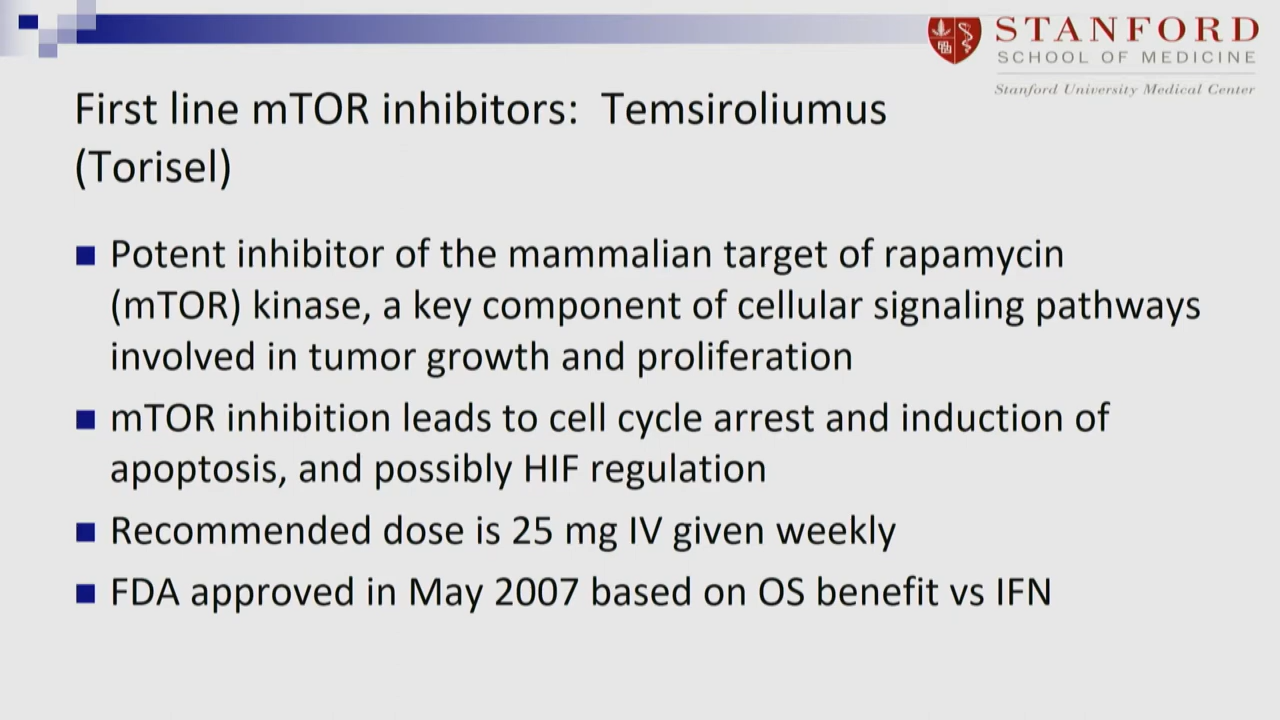 STANFORD
SCHOOL OF MEDICINE
Stanford University Medical Center
First line mTOR inhibitors: Temsiroliumus
(Torisel)
Potent inhibitor of the mammalian target of rapamycin
(mTOR) kinase, a key component of cellular signaling pathways
involved in tumor growth and proliferation
mTOR inhibition leads to cell cycle arrest and induction of
apoptosis, and possibly HIF regulation
Recommended dose is 25 mg IV given weekly
FDA approved in May 2007 based on OS benefit vs IFN